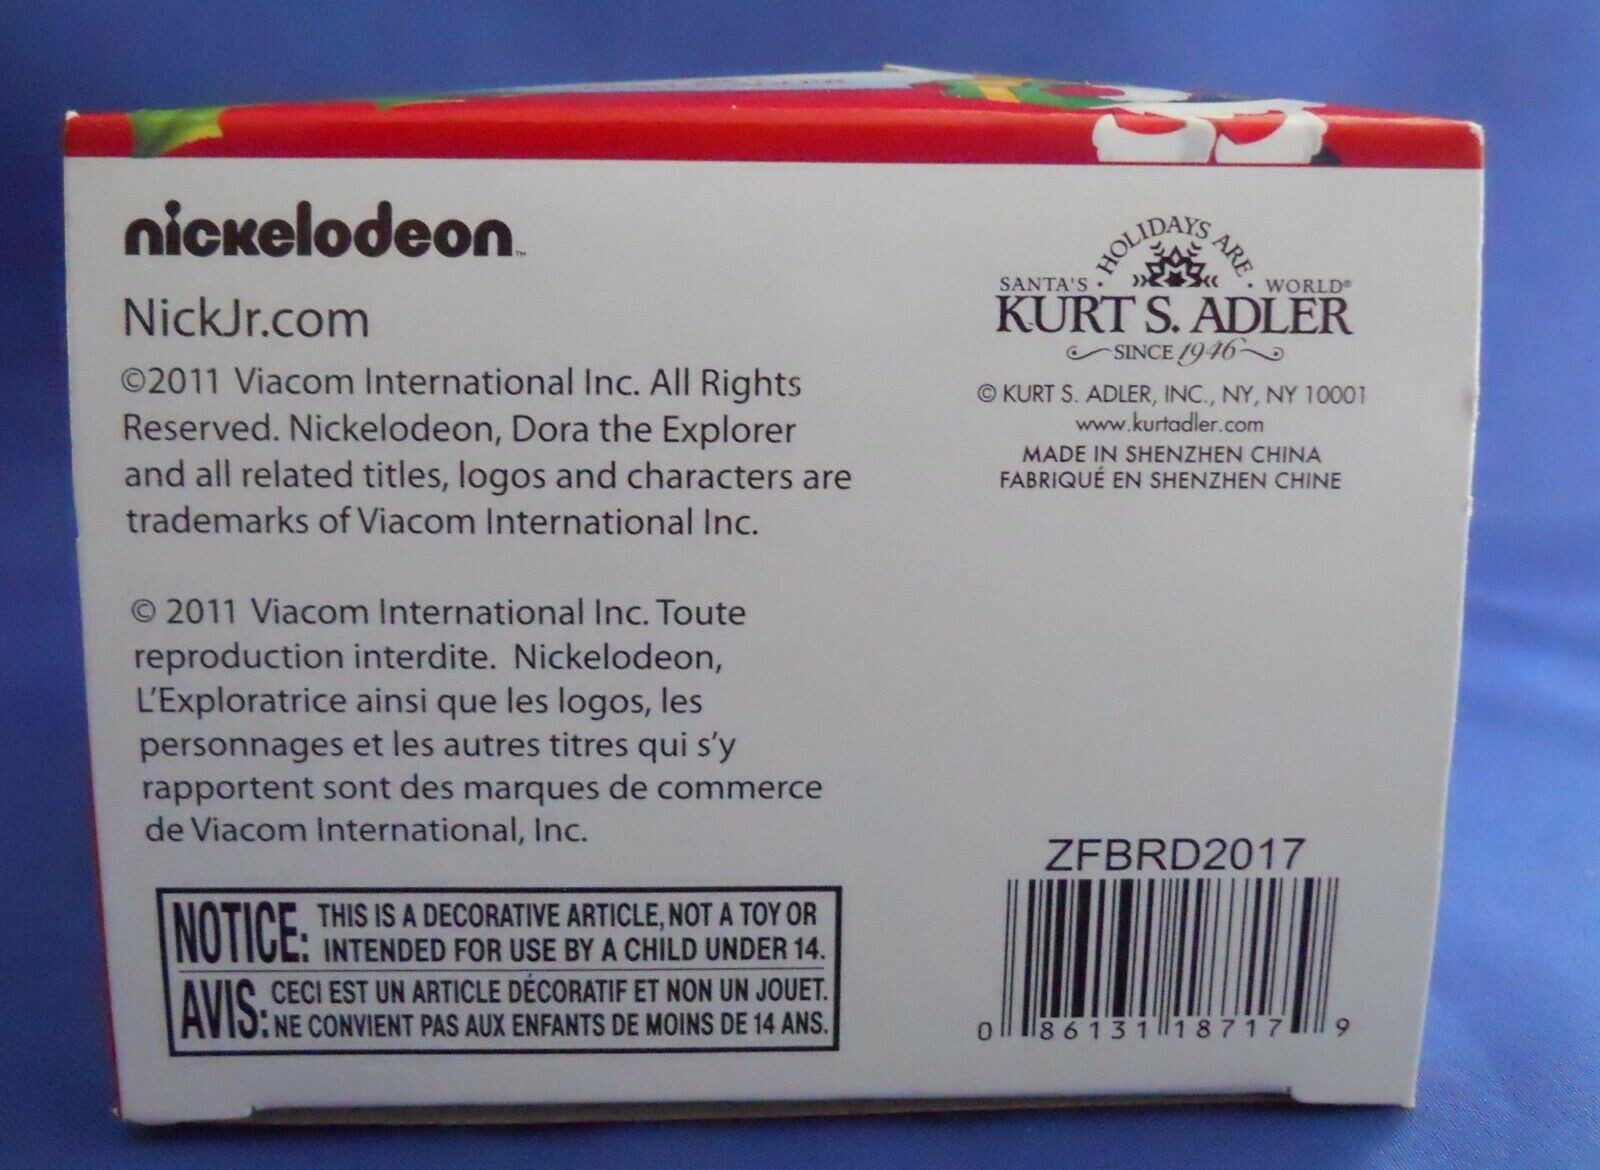 nickelodeon™
NickJr.com
©2011 Viacom International Inc. All Rights
Reserved. Nickelodeon, Dora the Explorer
and all related titles, logos and characters are
trademarks of Viacom International Inc.
© 2011 Viacom International Inc. Toute
reproduction interdite. Nickelodeon,
L'Exploratrice ainsi que les logos, les
personnages et les autres titres qui s'y
rapportent sont des marques de commerce
de Viacom International, Inc.
NOTICE: THIS IS A DECORATIVE ARTICLE, NOT A TOY OR
INTENDED FOR USE BY A CHILD UNDER 14.
AVIS: CECI EST UN ARTICLE DÉCORATIF ET NON UN JOUET.
NE CONVIENT PAS AUX ENFANTS DE MOINS DE 14 ANS.
HOLIDAYS ARE
SANTA'S · · WORLD®
KURT S. ADLER
SINCE 1946
© KURT S. ADLER, INC., NY, NY 10001
www.kurtadler.com
MADE IN SHENZHEN CHINA
FABRIQUÉ EN SHENZHEN CHINE
ZFBRD2017
0 86131 18717 9